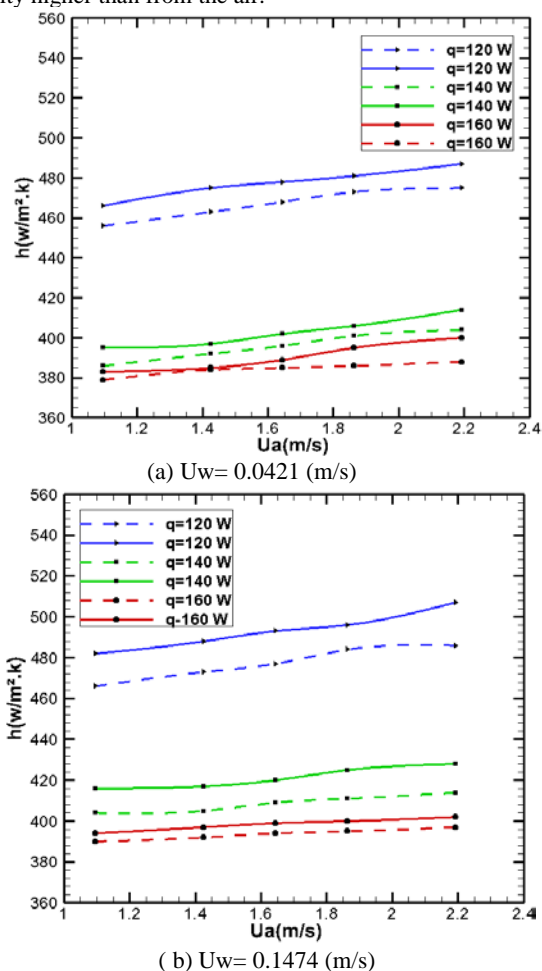 ity higher than from the air.
560
540
520
500
480
460
440
420
400
380
360
h(w/m².k)
q=120 W
q=120 W
q=140 W
q=140 W
q=160 W
q=160 W
1 1.2 1.4 1.6 1.8 2 2.2 2.4
Ua(m/s)
(a) Uw= 0.0421 (m/s)
560
540
520
500
480
460
440
420
400
380
360
h(w/m².k)
q=120 W
q=120 W
q=140 W
q=140 W
q=160 W
q-160 W
1 1.2 1.4 1.6 1.8 2 2.2
Ua(m/s)
( b) Uw= 0.1474 (m/s)